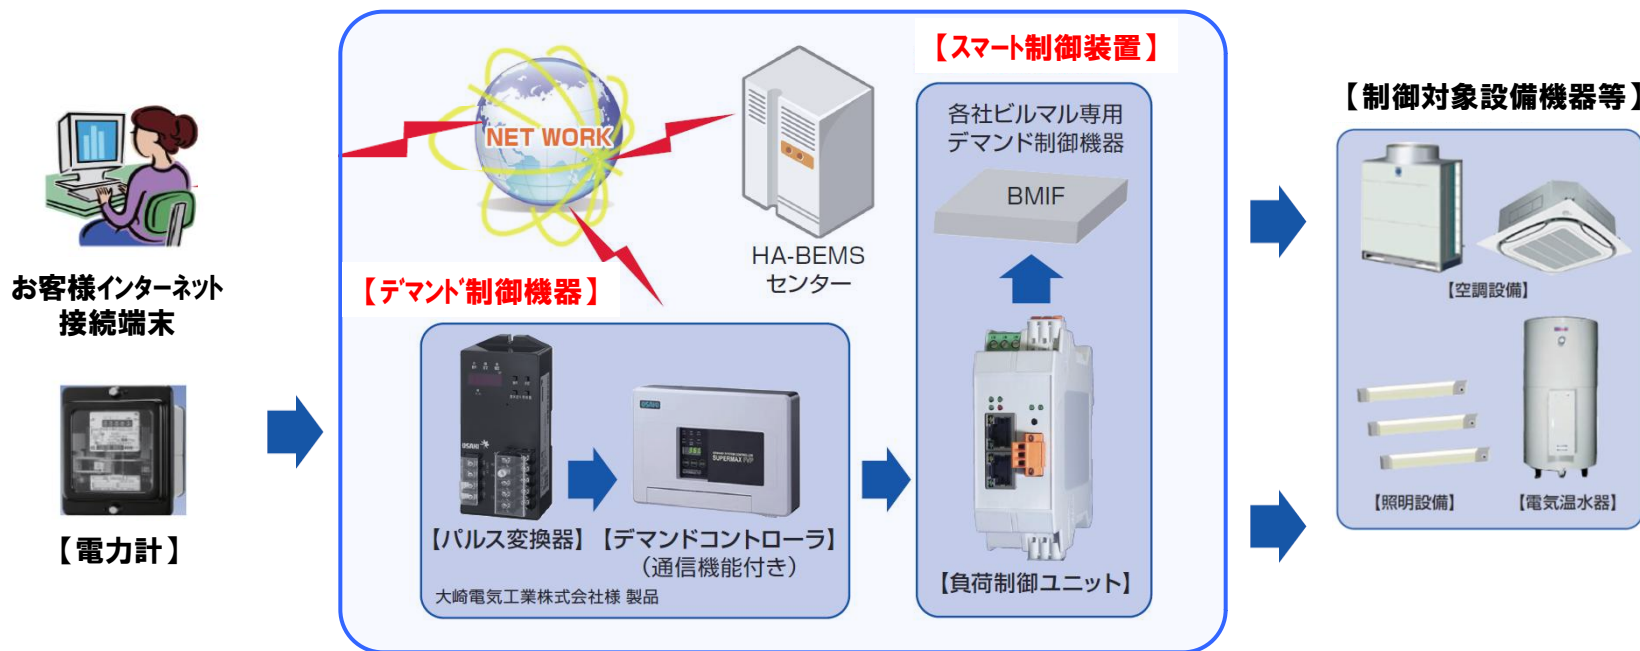 お客様インターネット
接続端末
【電力計】
NET WORK
HA-BEMS
センター
【デマンド制御機器】
OSAKI
OSAKI
SUPERMAX PVF
【パルス変換器】
【デマンドコントローラ】
（通信機能付き）
大崎電気工業株式会社様 製品
【スマート制御装置】
各社ビルマル専用
デマンド制御機器
BMIF
【負荷制御ユニット】
【制御対象設備機器等】
【空調設備】
【照明設備】
【電気温水器】